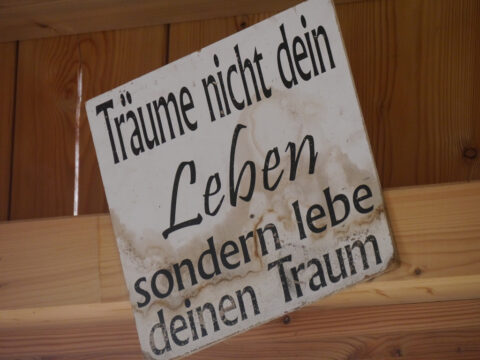 Träume nicht dein
Leben
sondern lebe
deinen Traum